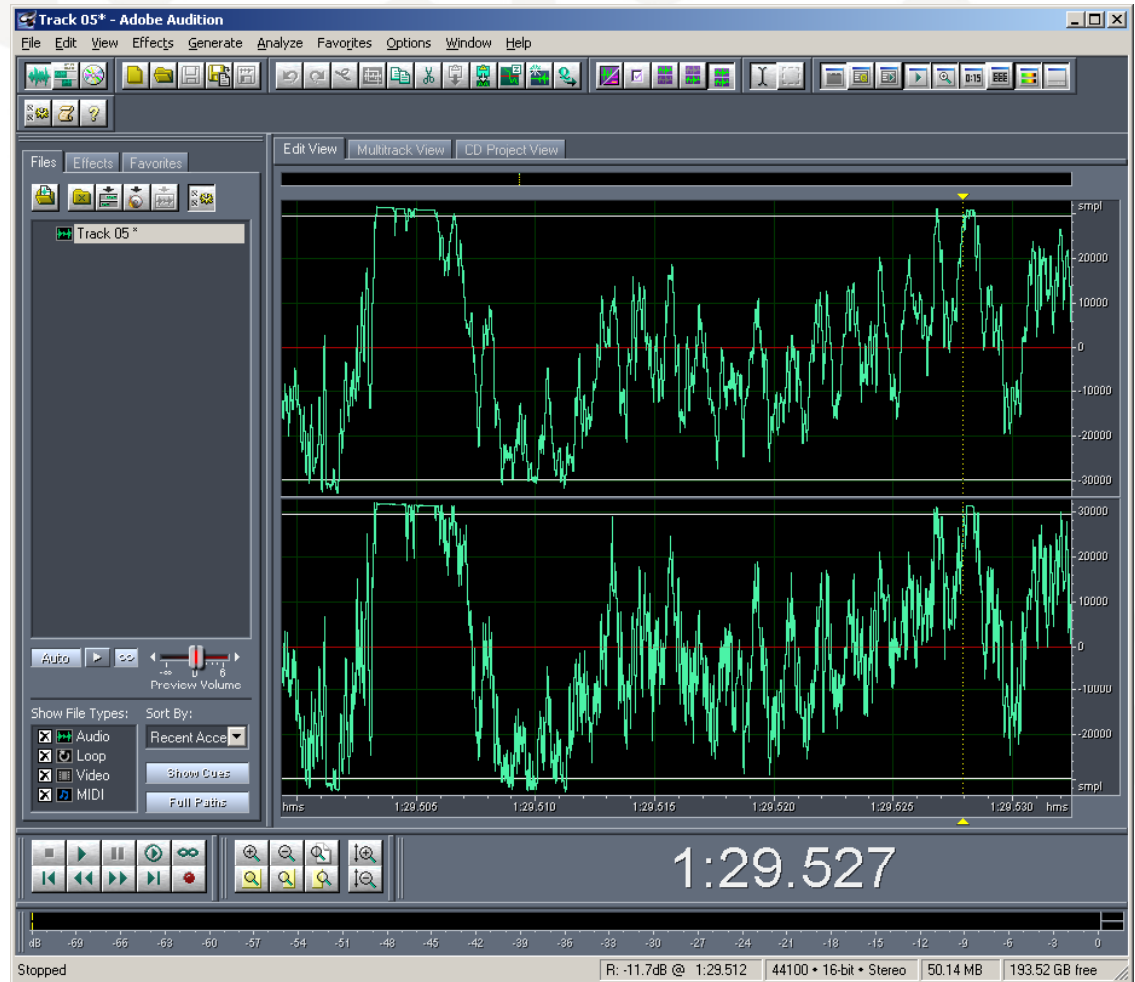 Track 05* - Adobe Audition
File Edit View Effects Generate Analyze Favorites Options Window Help
0:15
Files Effects Favorites
Edit View Multitrack View CD Project View
Track 05 *
smpl
20000
10000
0
-10000
-20000
-30000
30000
20000
10000
0
-10000
-20000
smpl
hms 1:29.505 1:29.510 1:29.515 1:29.520 1:29.525 1:29.530 hms
Auto
-∞ 0 6
Preview Volume
Show File Types: Sort By:
Audio Recent Acce
Loop
Video Show Cues
MIDI Full Paths
1:29.527
dB -69 -66 -63 -60 -57 -54 -51 -48 -45 -42 -39 -36 -33 -30 -27 -24 -21 -18 -15 -12 -9 -6 -3 0
Stopped R: -11.7dB @ 1:29.512 44100 • 16-bit • Stereo 50.14 MB 193.52 GB free